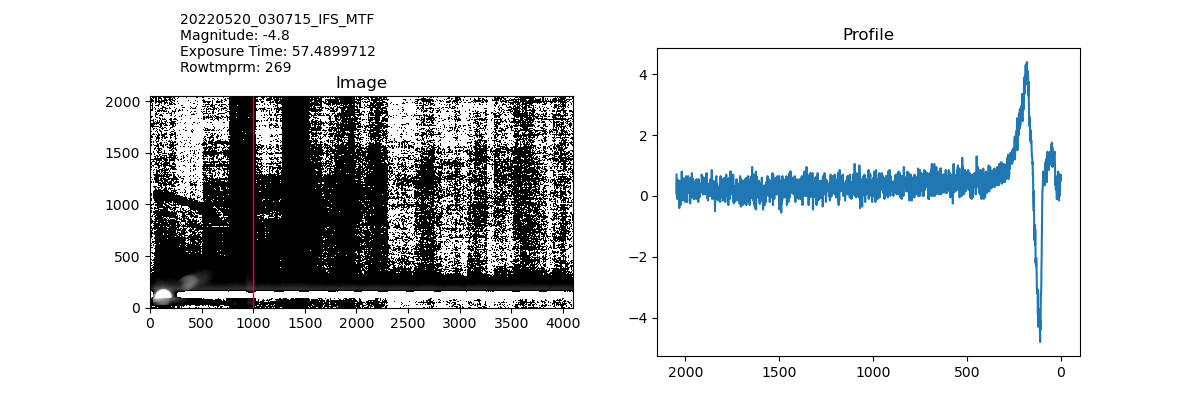 20220520_030715_IFS_MTF
Magnitude: -4.8
Exposure Time: 57.4899712
Rowtmprm: 269
Image
2000
1500
1000
500
0
0 500 1000 1500 2000 2500 3000 3500 4000
Profile
4
2
0
−2
−4
2000 1500 1000 500 0